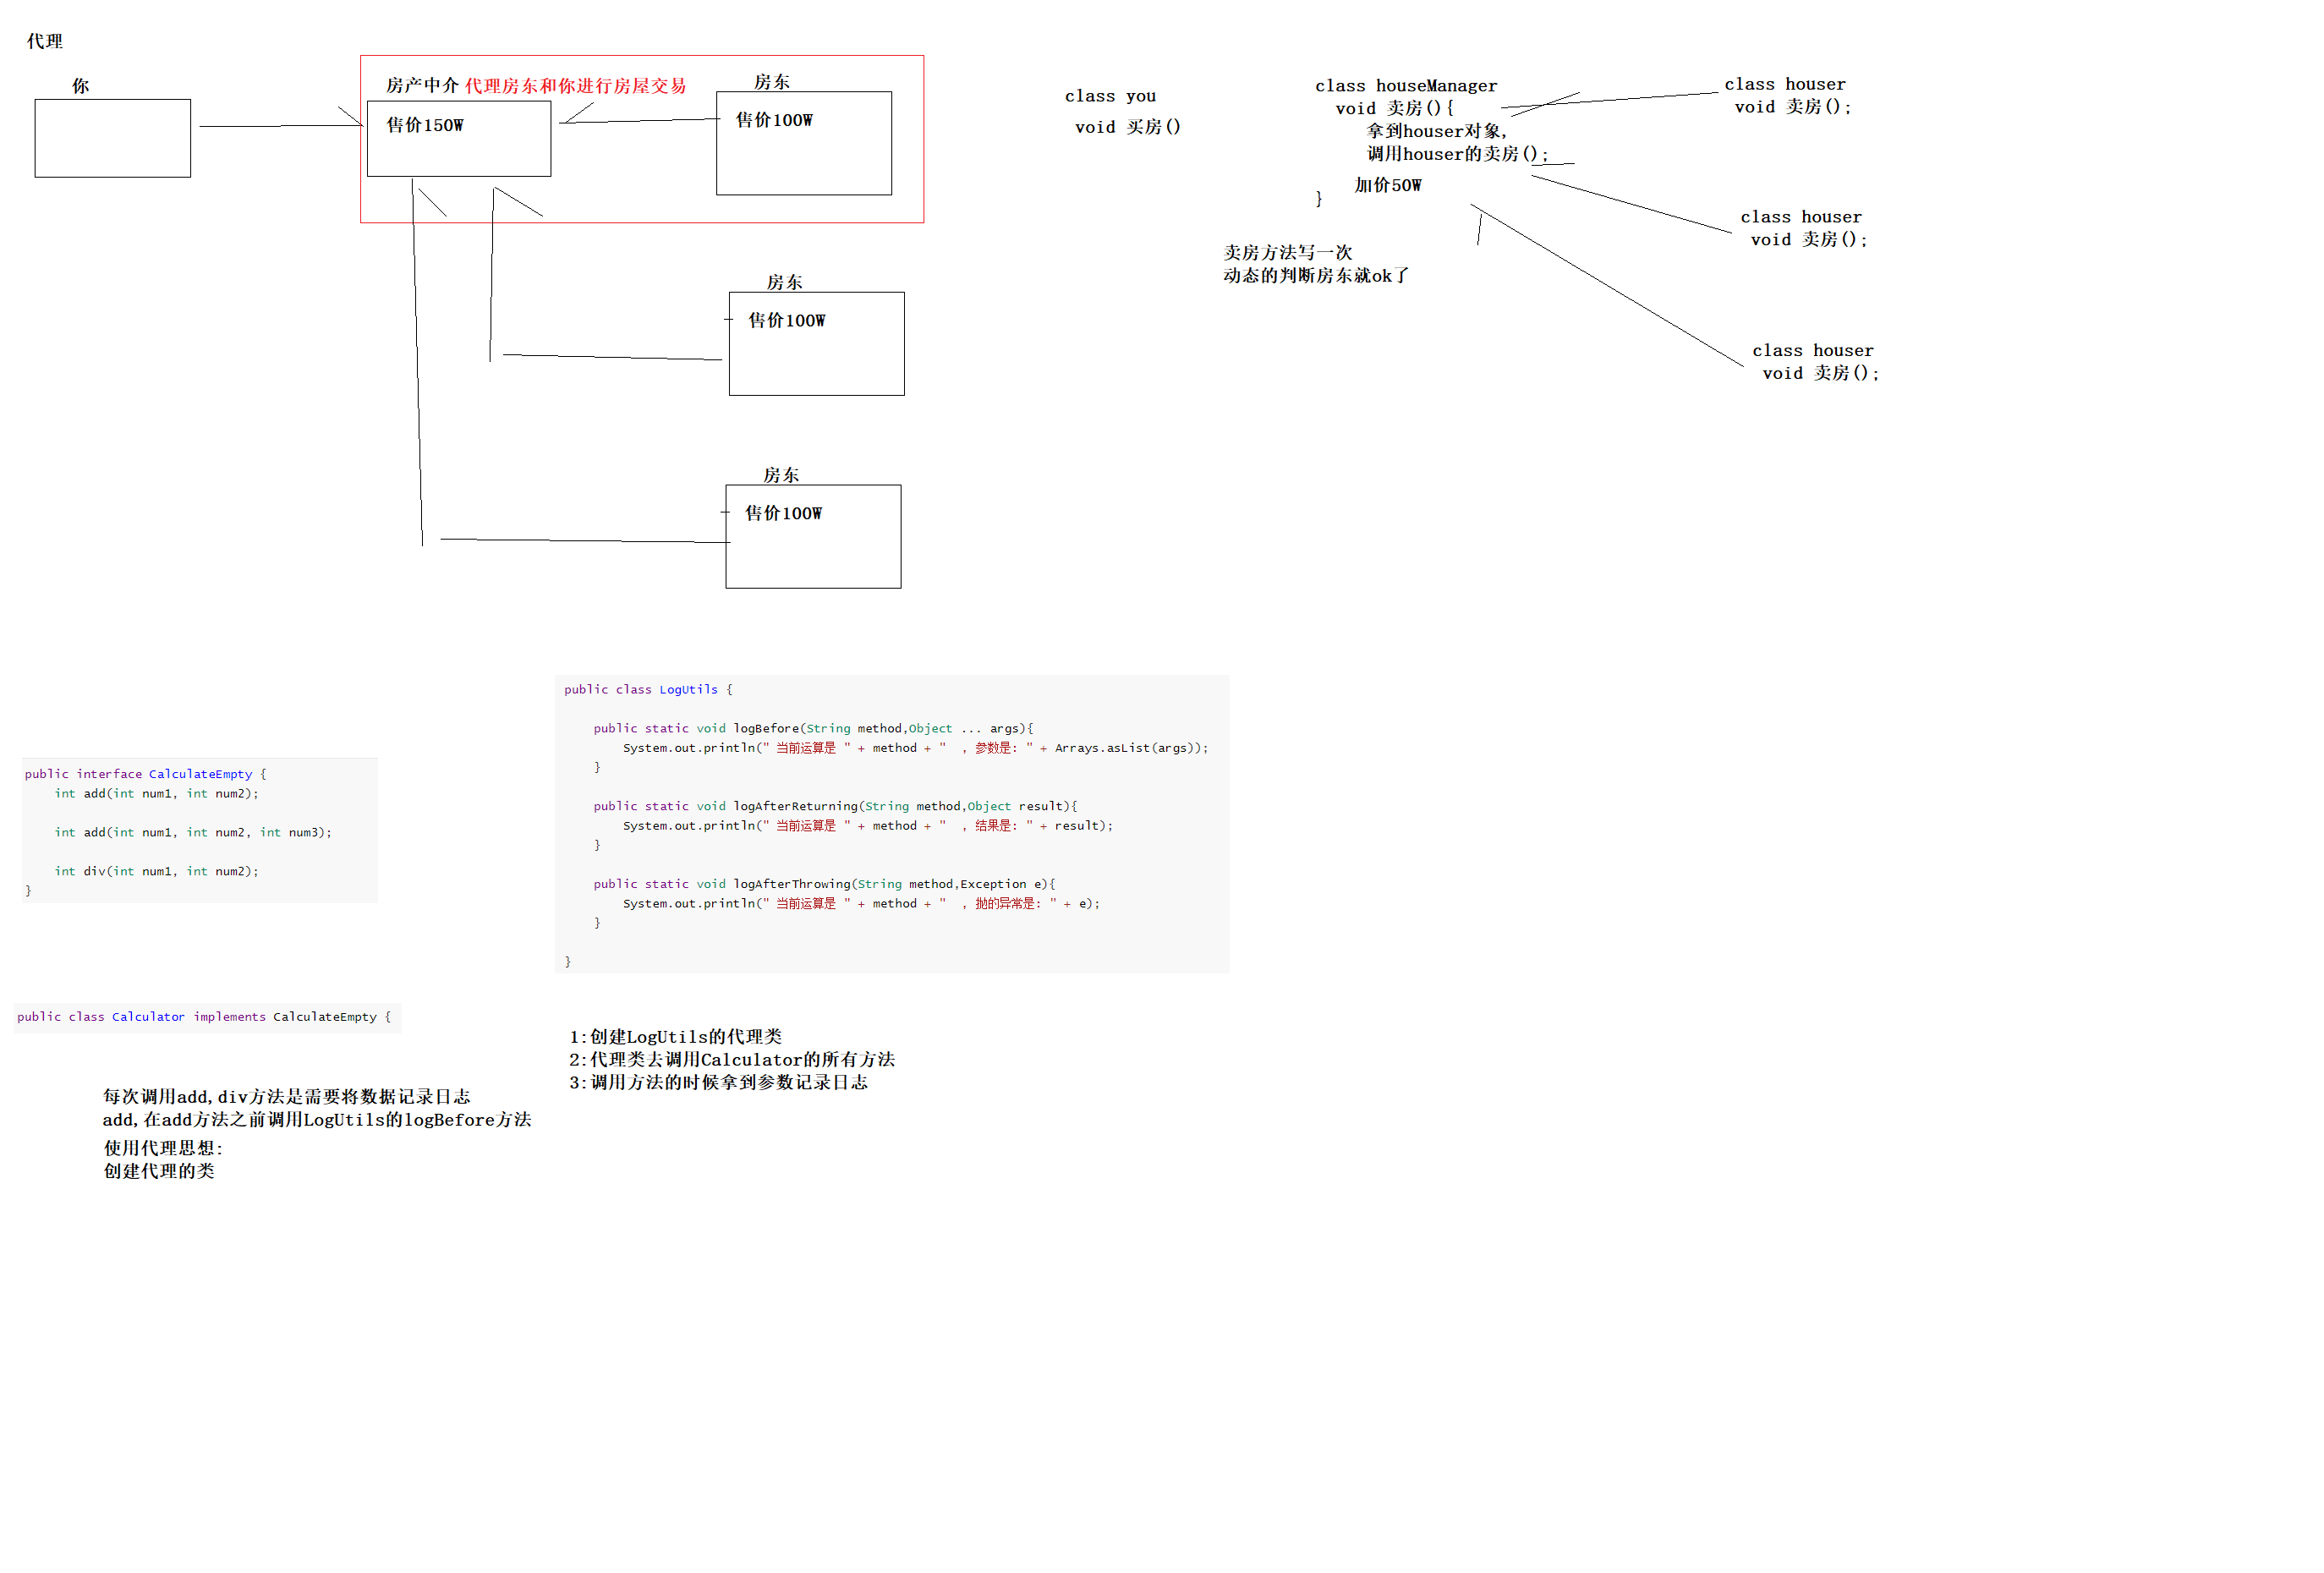 代理
你
房产中介 代理房东和你进行房屋交易
售价150W
房东
售价100W
房东
售价100W
房东
售价100W
class you
void 买房()
class houseManager
void 卖房(){
拿到houser对象,
调用houser的卖房();
加价50W
}
卖房方法写一次
动态的判断房东就ok了
class houser
void 卖房();
class houser
void 卖房();
class houser
void 卖房();
public interface CalculateEmpty {
int add(int num1, int num2);
int add(int num1, int num2, int num3);
int div(int num1, int num2);
}
public class Calculator implements CalculateEmpty {
每次调用add,div方法是需要将数据记录日志
add,在add方法之前调用LogUtils的logBefore方法
使用代理思想:
创建代理的类
public class LogUtils {
public static void logBefore(String method,Object ... args){
System.out.println(" 当前运算是 " + method + "  , 参数是: " + Arrays.asList(args));
}
public static void logAfterReturning(String method,Object result){
System.out.println(" 当前运算是 " + method + "  , 结果是: " + result);
}
public static void logAfterThrowing(String method,Exception e){
System.out.println(" 当前运算是 " + method + "  , 抛的异常是: " + e);
}
}
1:创建LogUtils的代理类
2:代理类去调用Calculator的所有方法
3:调用方法的时候拿到参数记录日志